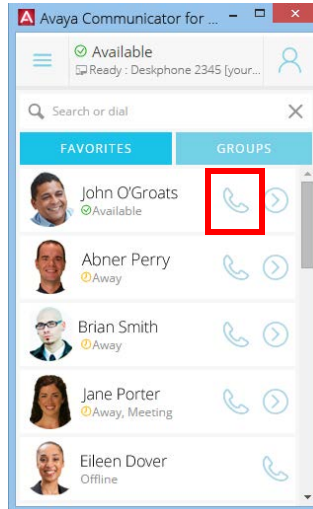 Avaya Communicator for ...
Available
Ready : Deskphone 2345 [your...
Search or dial
FAVORITES GROUPS
John O'Groats
Available
Abner Perry
Away
Brian Smith
Away
Jane Porter
Away, Meeting
Eileen Dover
Offline